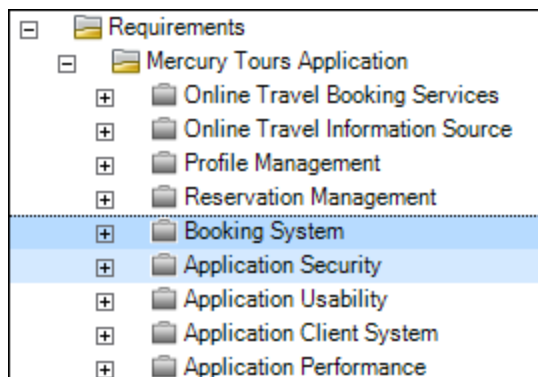 Requirements
Mercury Tours Application
Online Travel Booking Services
Online Travel Information Source
Profile Management
Reservation Management
Booking System
Application Security
Application Usability
Application Client System
Application Performance